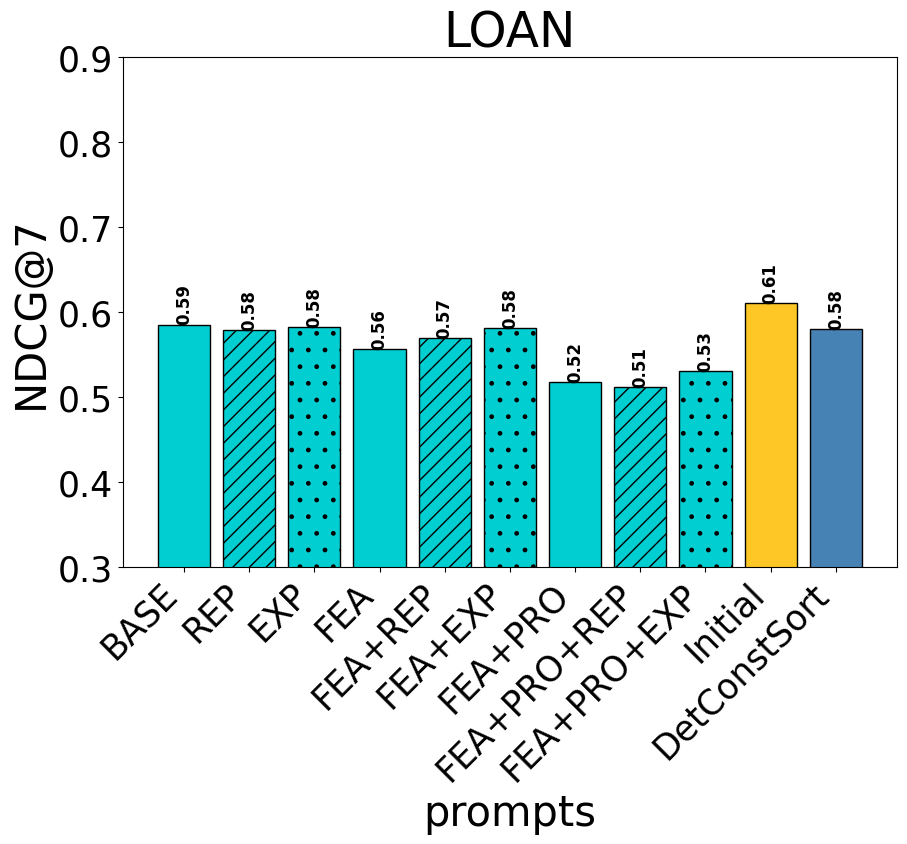 LOAN
NDCG@7
0.9
0.8
0.7
0.6
0.5
0.4
0.3
0.59
0.58
0.58
0.56
0.57
0.58
0.52
0.51
0.53
0.61
0.58
BASE
REP
EXP
FEA
FEA+REP
FEA+EXP
FEA+PRO
FEA+PRO+REP
FEA+PRO+EXP
Initial
DetConstSort
prompts